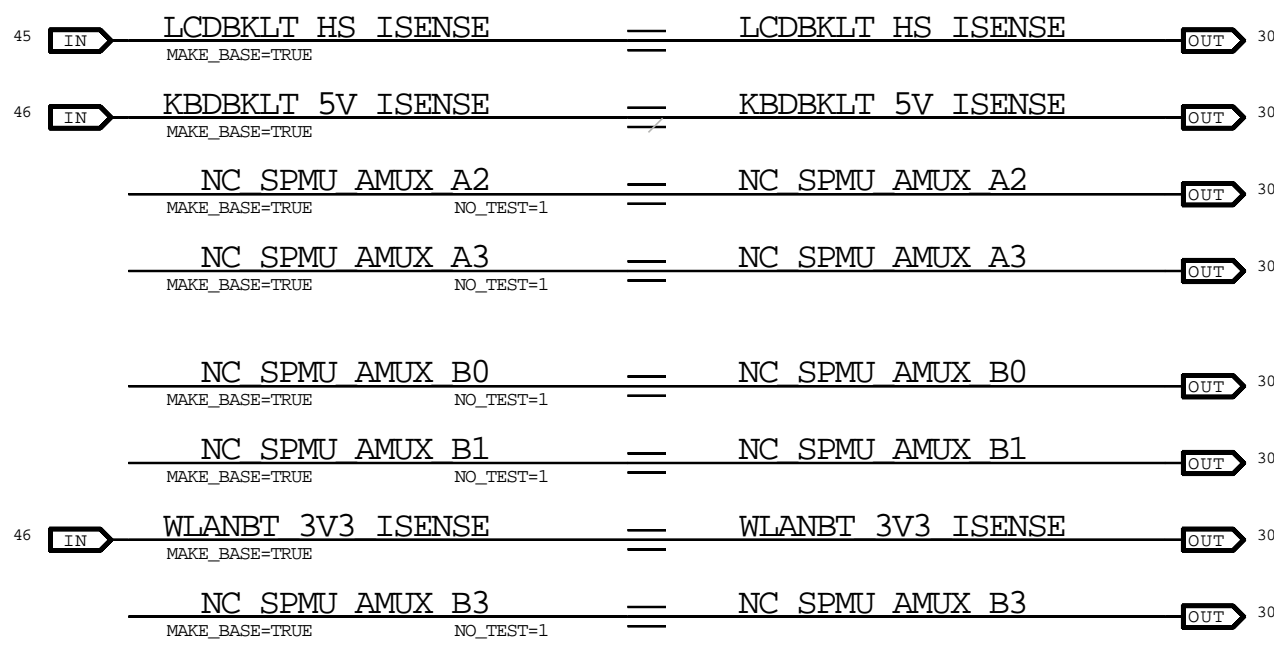 45 IN LCDBKLT HS ISENSE LCDBKLT HS ISENSE OUT 30
MAKE_BASE=TRUE
46 IN KBDBKLT 5V ISENSE KBDBKLT 5V ISENSE OUT 30
MAKE_BASE=TRUE
NC SPMU AMUX A2 NC SPMU AMUX A2 OUT 30
MAKE_BASE=TRUE NO_TEST=1
NC SPMU AMUX A3 NC SPMU AMUX A3 OUT 30
MAKE_BASE=TRUE NO_TEST=1
NC SPMU AMUX B0 NC SPMU AMUX B0 OUT 30
MAKE_BASE=TRUE NO_TEST=1
NC SPMU AMUX B1 NC SPMU AMUX B1 OUT 30
MAKE_BASE=TRUE NO_TEST=1
46 IN WLANBT 3V3 ISENSE WLANBT 3V3 ISENSE OUT 30
MAKE_BASE=TRUE
NC SPMU AMUX B3 NC SPMU AMUX B3 OUT 30
MAKE_BASE=TRUE NO_TEST=1